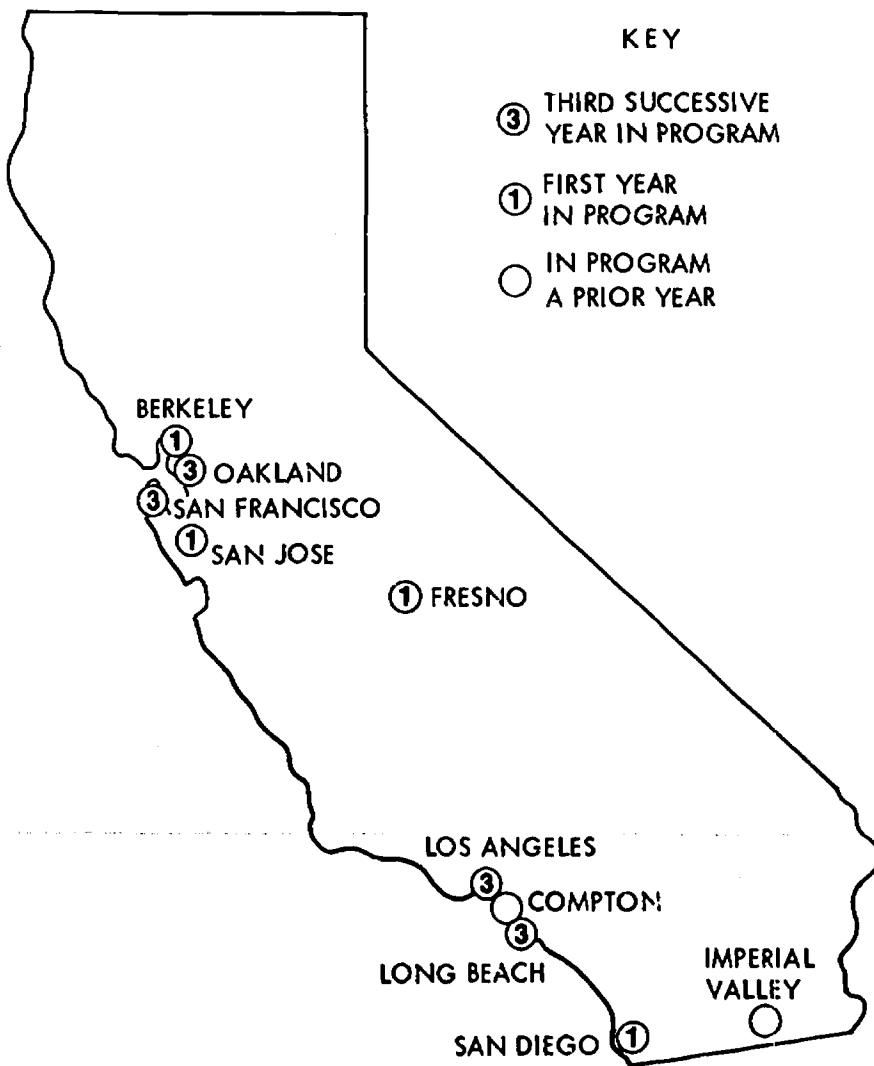 KEY
3 THIRD SUCCESSIVE
YEAR IN PROGRAM
1 FIRST YEAR
IN PROGRAM
IN PROGRAM
A PRIOR YEAR
BERKELEY
1
3 OAKLAND
3 SAN FRANCISCO
1 SAN JOSE
1 FRESNO
LOS ANGELES
3
COMPTON
3
LONG BEACH
IMPERIAL
VALLEY
SAN DIEGO 1